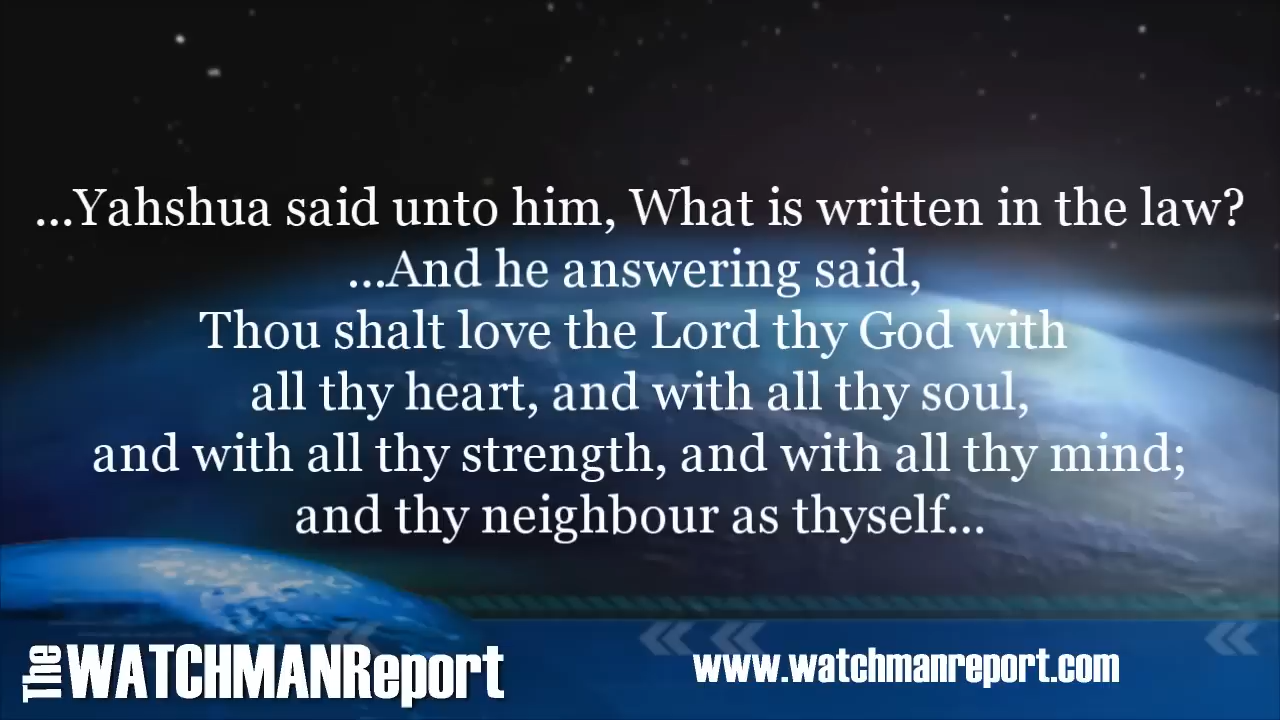 ...Yahshua said unto him, What is written in the law?
...And he answering said,
Thou shalt love the Lord thy God with
all thy heart, and with all thy soul,
and with all thy strength, and with all thy mind;
and thy neighbour as thyself...
The WATCHMANReport
www.watchmanreport.com